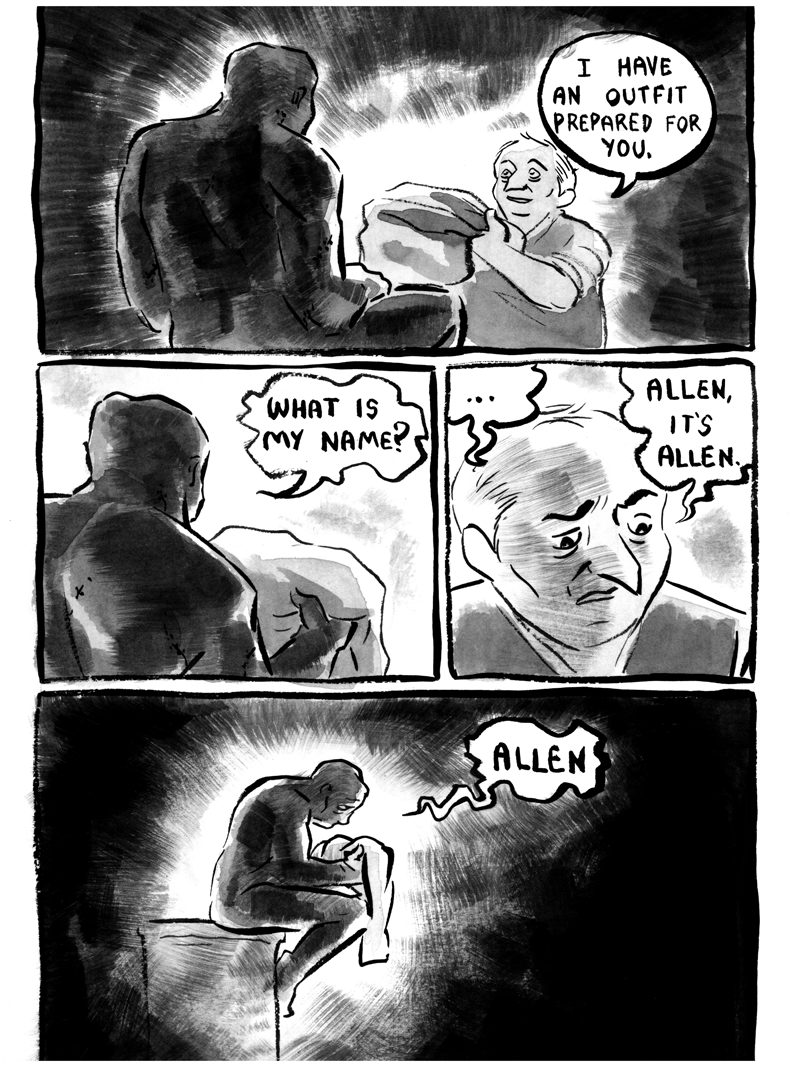 I HAVE
AN OUTFIT
PREPARED FOR
YOU.
WHAT IS
MY NAME?
...
ALLEN,
IT'S
ALLEN.
ALLEN